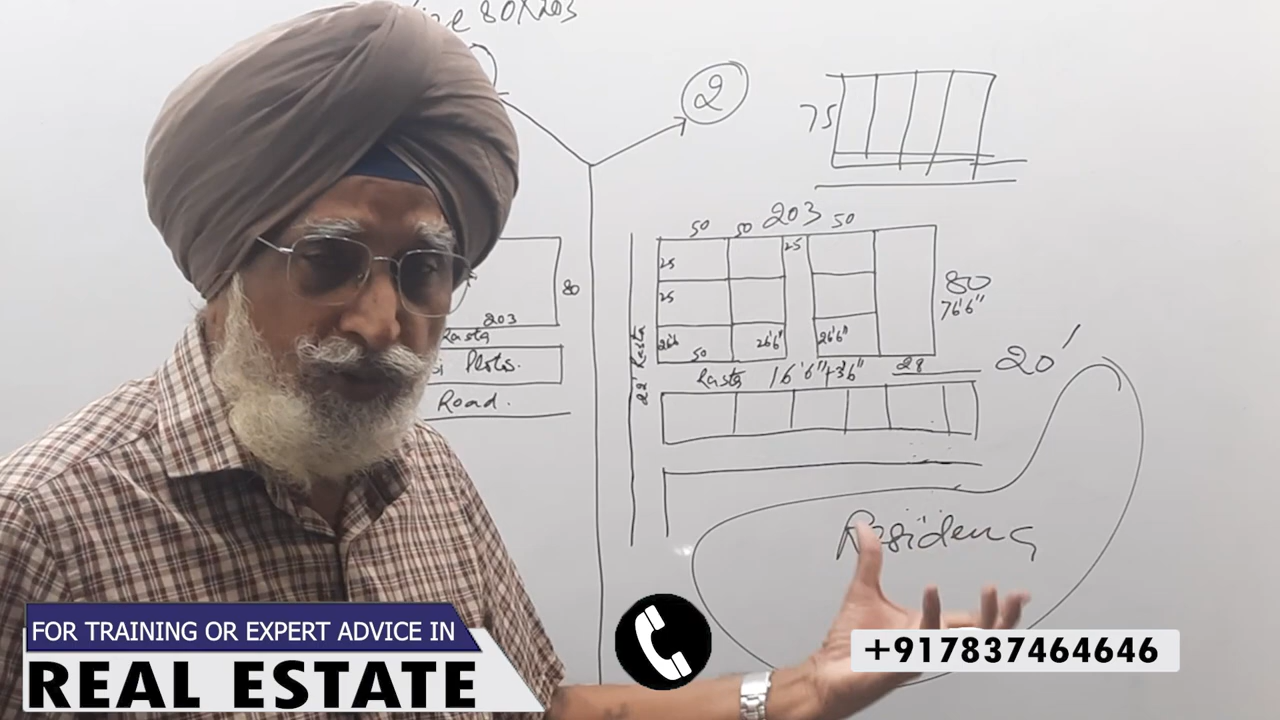 Size 80X203
2
75
203
50 50 50
25
25
25
80
76'6"
26'6 50 26'6" 26'6"
22' Rasta
Rasta 16'6"+3'6" 28
20'
80
203
Rasta
Plots.
Road.
Residency
FOR TRAINING OR EXPERT ADVICE IN
REAL ESTATE
+917837464646